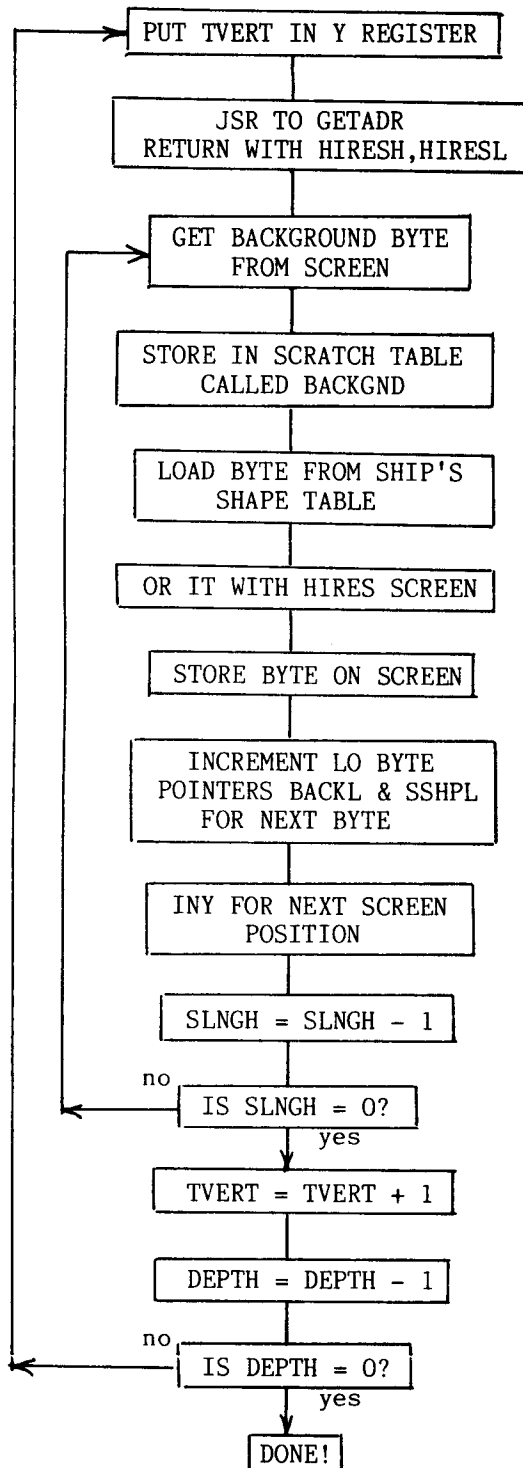 PUT TVERT IN Y REGISTER
JSR TO GETADR
RETURN WITH HIRESH,HIRESL
GET BACKGROUND BYTE
FROM SCREEN
STORE IN SCRATCH TABLE
CALLED BACKGND
LOAD BYTE FROM SHIP'S
SHAPE TABLE
OR IT WITH HIRES SCREEN
STORE BYTE ON SCREEN
INCREMENT LO BYTE
POINTERS BACKL & SSHPL
FOR NEXT BYTE
INY FOR NEXT SCREEN
POSITION
SLNGH = SLNGH - 1
no
IS SLNGH = 0?
yes
TVERT = TVERT + 1
DEPTH = DEPTH - 1
no
IS DEPTH = 0?
yes
DONE!